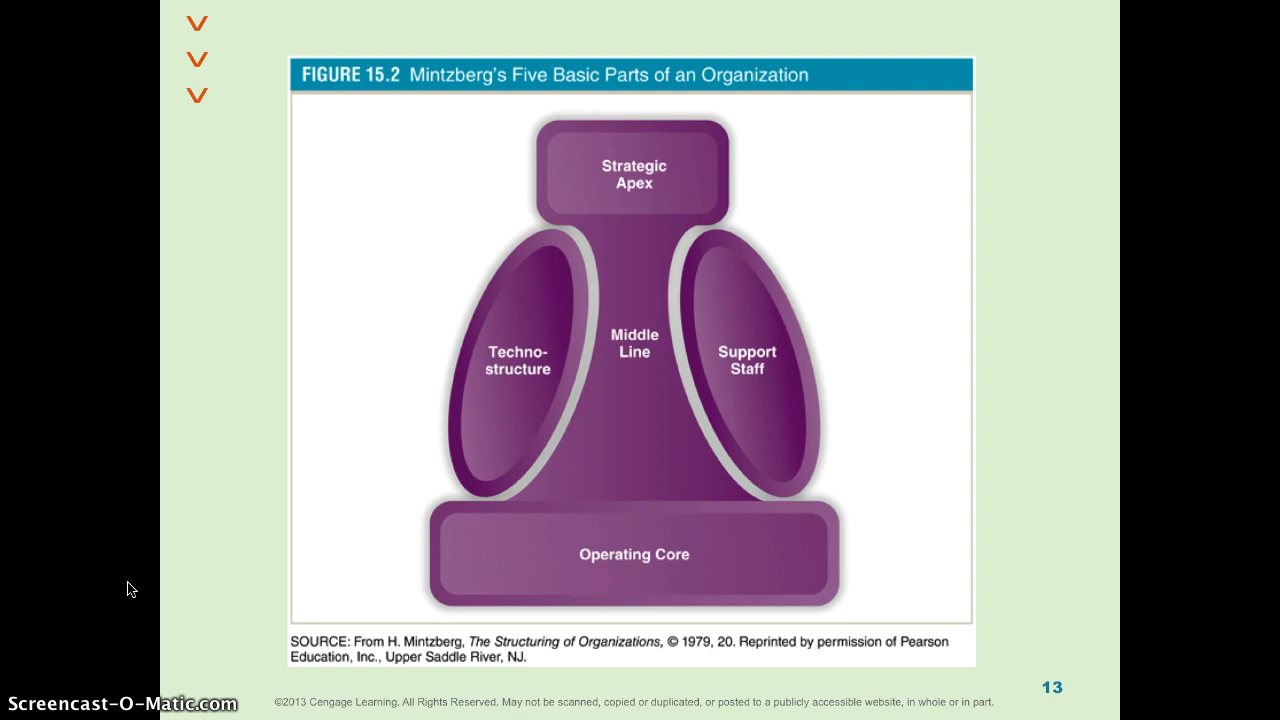 FIGURE 15.2 Mintzberg's Five Basic Parts of an Organization
Strategic
Apex
Techno-
structure
Middle
Line
Support
Staff
Operating Core
SOURCE: From H. Mintzberg, The Structuring of Organizations, © 1979, 20. Reprinted by permission of Pearson
Education, Inc., Upper Saddle River, NJ.
13
©2013 Cengage Learning. All Rights Reserved. May not be scanned, copied or duplicated, or posted to a publicly accessible website, in whole or in part.
Screencast-O-Matic.com